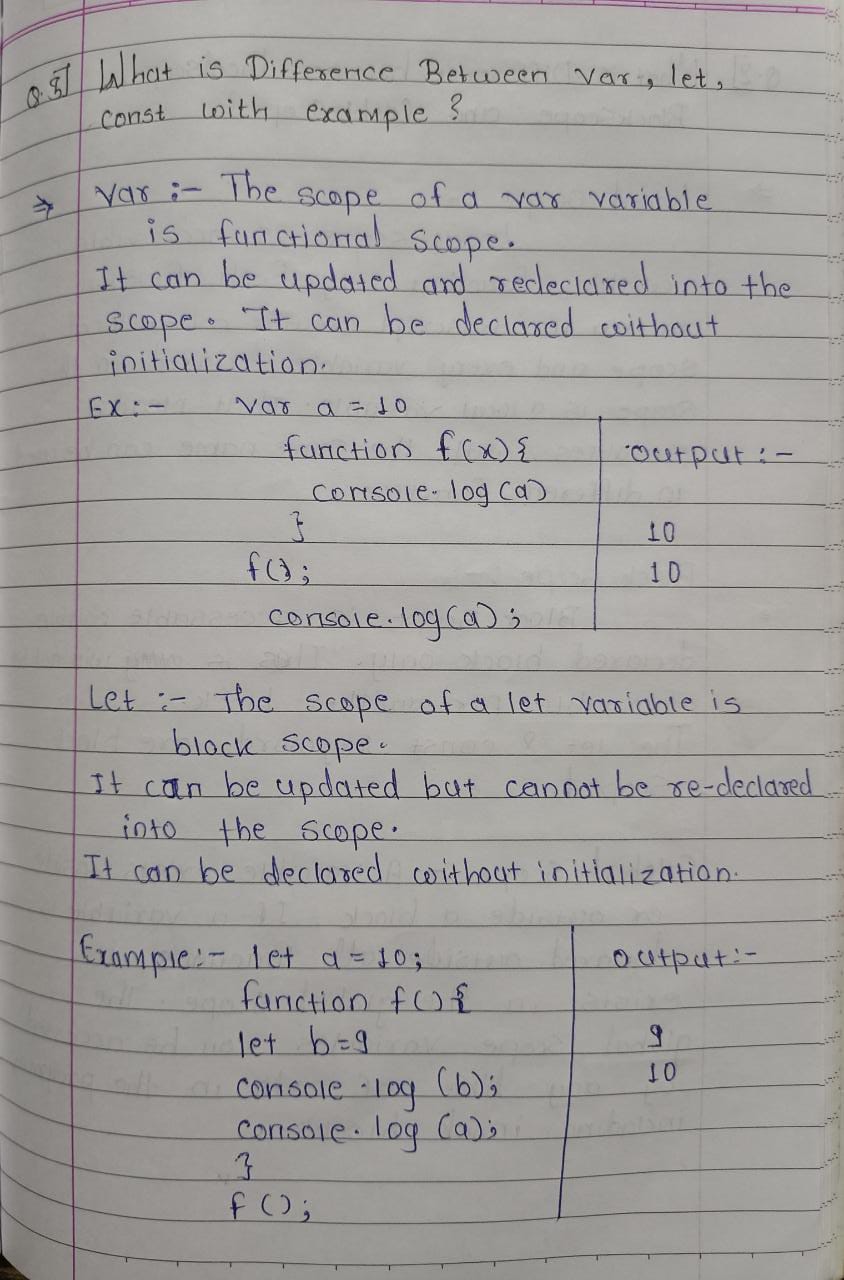 Q.5] What is Difference Between var, let,
const with example ?
⇒ var :- The scope of a var variable
is functional scope.
It can be updated and redeclared into the
scope. It can be declared without
initialization.
Ex :- var a = 10
function f(x){
console.log(a)
}
f();
console.log(a);
output :-
10
10
Let :- The scope of a let variable is
block scope.
It can be updated but cannot be re-declared
into the scope.
It can be declared without initialization.
Example:- let a = 10;
function f(){
let b=9
console.log (b);
console.log (a);
}
f ();
output:-
9
10